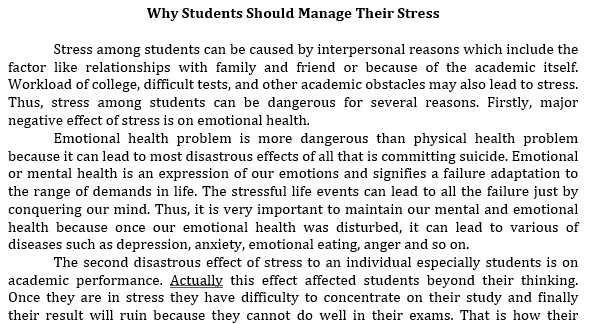 Why Students Should Manage Their Stress
Stress among students can be caused by interpersonal reasons which include the
factor like relationships with family and friend or because of the academic itself.
Workload of college, difficult tests, and other academic obstacles may also lead to stress.
Thus, stress among students can be dangerous for several reasons. Firstly, major
negative effect of stress is on emotional health.
Emotional health problem is more dangerous than physical health problem
because it can lead to most disastrous effects of all that is committing suicide. Emotional
or mental health is an expression of our emotions and signifies a failure adaptation to
the range of demands in life. The stressful life events can lead to all the failure just by
conquering our mind. Thus, it is very important to maintain our mental and emotional
health because once our emotional health was disturbed, it can lead to various of
diseases such as depression, anxiety, emotional eating, anger and so on.
The second disastrous effect of stress to an individual especially students is on
academic performance. Actually this effect affected students beyond their thinking.
Once they are in stress they have difficulty to concentrate on their study and finally
their result will ruin because they cannot do well in their exams. That is how their